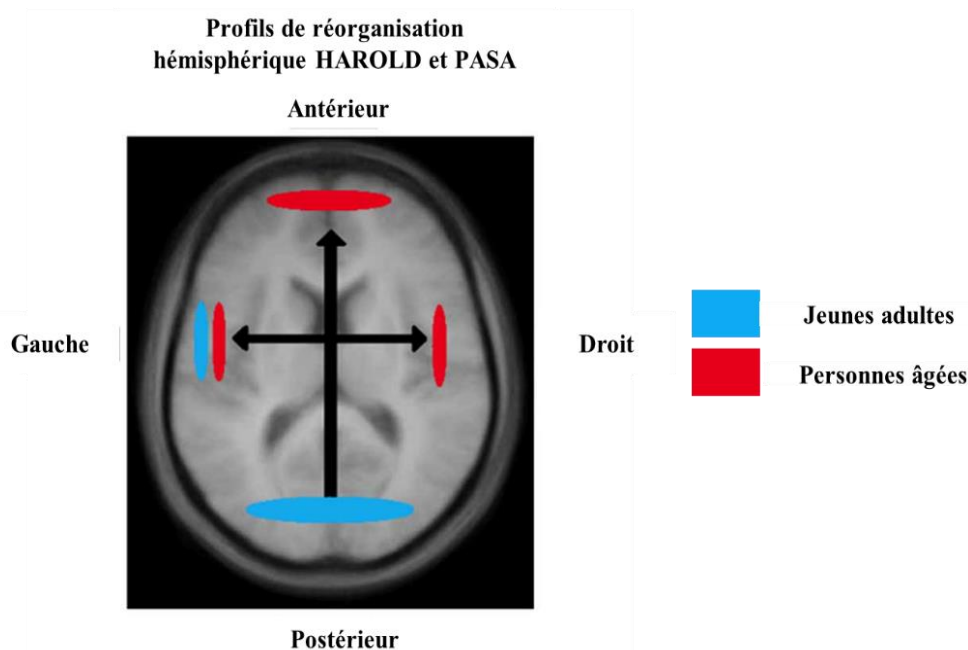 Profils de réorganisation
hémisphérique HAROLD et PASA
Antérieur
Gauche
Droit
Jeunes adultes
Personnes âgées
Postérieur